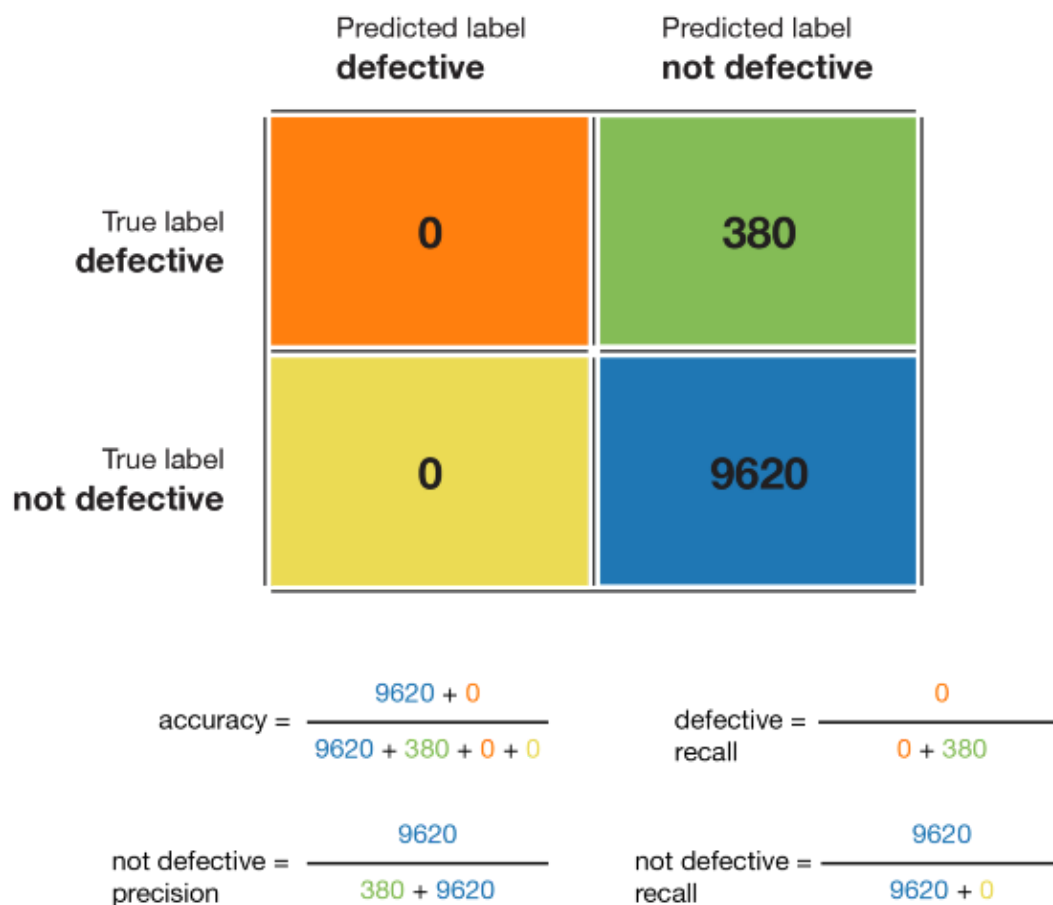 Predicted label Predicted label
defective not defective
True label
defective
0 380
True label
not defective
0 9620
accuracy = 9620 + 0
9620 + 380 + 0 + 0
defective =
recall
0
0 + 380
not defective =
precision
9620
380 + 9620
not defective =
recall
9620
9620 + 0